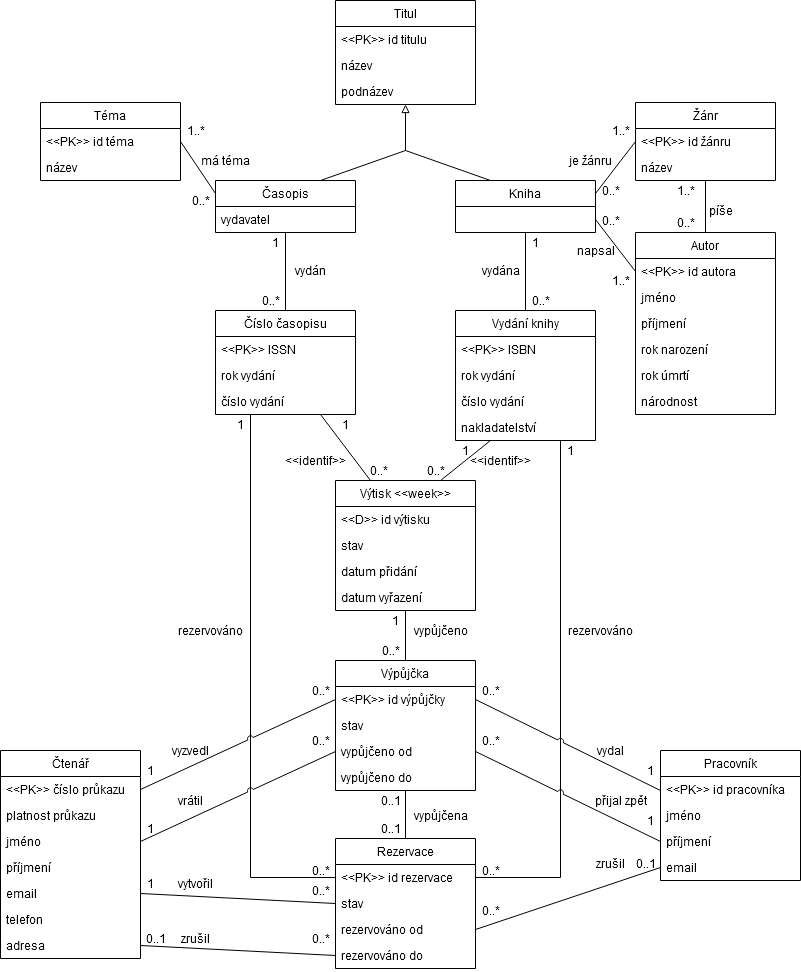 Titul
<<PK>> id titulu
název
podnázev
Téma
<<PK>> id téma
název
1..*
má téma
0..*
Žánr
<<PK>> id žánru
název
1..*
je žánru
0..*
Časopis
vydavatel
Kniha
1..*
píše
0..*
0..*
napsal
1..*
Autor
<<PK>> id autora
jméno
příjmení
rok narození
rok úmrtí
národnost
1
vydán
0..*
1
vydána
0..*
Číslo časopisu
<<PK>> ISSN
rok vydání
číslo vydání
Vydání knihy
<<PK>> ISBN
rok vydání
číslo vydání
nakladatelství
1
1
<<identif>>
0..*
1
1
<<identif>>
0..*
Výtisk <<week>>
<<D>> id výtisku
stav
datum přidání
datum vyřazení
rezervováno
rezervováno
1
vypůjčeno
0..*
Výpůjčka
<<PK>> id výpůjčky
stav
vypůjčeno od
vypůjčeno do
0..*
vyzvedl
1
0..*
vrátil
1
0..*
vydal
1
0..*
přijal zpět
1
Čtenář
<<PK>> číslo průkazu
platnost průkazu
jméno
příjmení
email
telefon
adresa
Pracovník
<<PK>> id pracovníka
jméno
příjmení
email
0..1
vypůjčena
0..1
Rezervace
<<PK>> id rezervace
stav
rezervováno od
rezervováno do
0..*
0..*
1
vytvořil
0..*
0..1
zrušil
0..*
zrušil
0..1
0..*